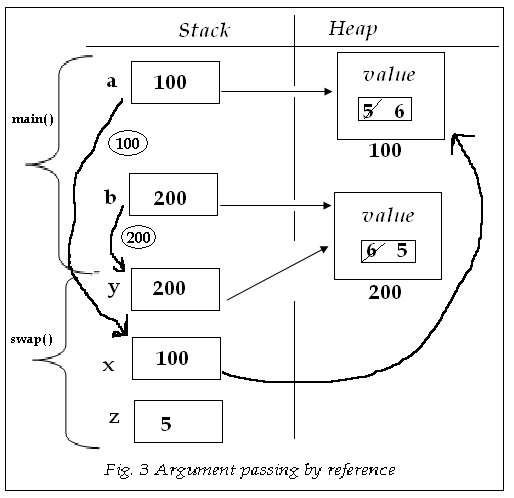 Stack Heap
main()
a 100
value
5 6
100
100
b 200
200
value
6 5
200
y 200
swap()
x 100
z 5
Fig. 3 Argument passing by reference